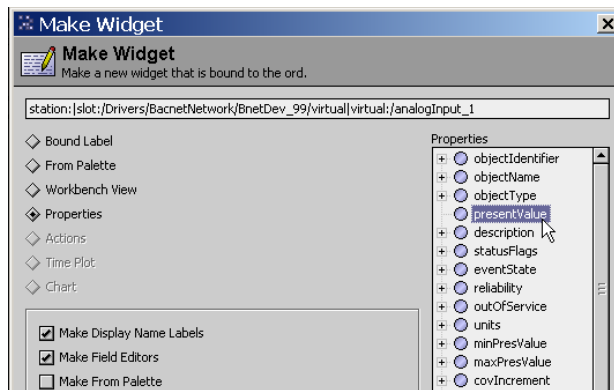 Make Widget
Make Widget
Make a new widget that is bound to the ord.
station:|slot:/Drivers/BacnetNetwork/BnetDev_99/virtual|virtual:/analogInput_1
Bound Label
From Palette
Workbench View
Properties
Actions
Time Plot
Chart
Make Display Name Labels
Make Field Editors
Make From Palette
Properties
objectIdentifier
objectName
objectType
presentValue
description
statusFlags
eventState
reliability
outOfService
units
minPresValue
maxPresValue
covIncrement